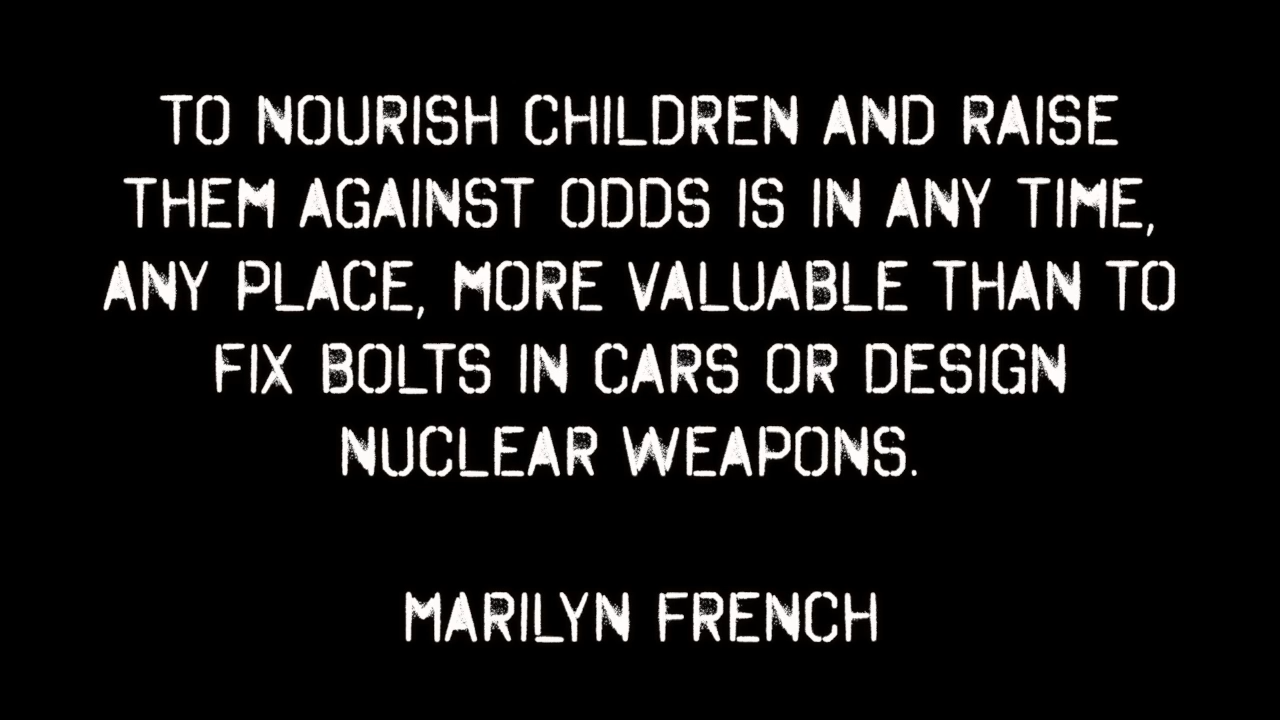 TO NOURISH CHILDREN AND RAISE
THEM AGAINST ODDS IS IN ANY TIME,
ANY PLACE, MORE VALUABLE THAN TO
FIX BOLTS IN CARS OR DESIGN
NUCLEAR WEAPONS.
MARILYN FRENCH